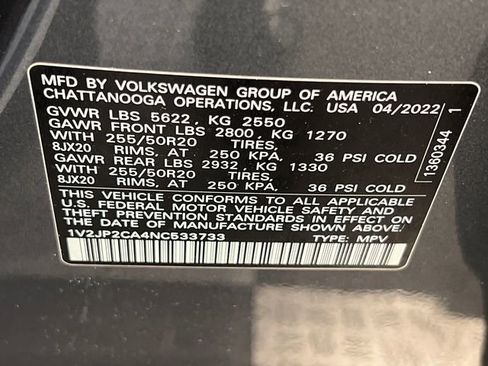 MFD BY VOLKSWAGEN GROUP OF AMERICA
CHATTANOOGA OPERATIONS, LLC. USA 04/2022
GVWR LBS 5622, KG 2550
GAWR FRONT LBS 2800, KG 1270
WITH 255/50R20 TIRES,
8JX20 RIMS, AT 250 KPA, 36 PSI COLD
GAWR REAR LBS 2932, KG 1330
WITH 255/50R20 TIRES,
8JX20 RIMS, AT 250 KPA, 36 PSI COLD
THIS VEHICLE CONFORMS TO ALL APPLICABLE
U.S. FEDERAL MOTOR VEHICLE SAFETY AND
THEFT PREVENTION STANDARDS IN EFFECT ON
THE DATE OF MANUFACTURE SHOWN ABOVE.
1V2JP2CA4NC533733 TYPE: MPV
1360344 1